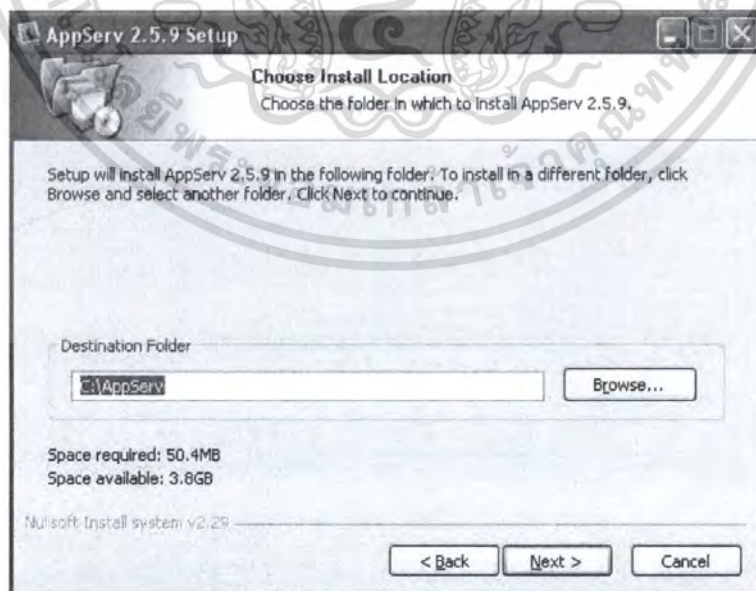 AppServ 2.5.9 Setup
Choose Install Location
Choose the folder in which to install AppServ 2.5.9.
Setup will install AppServ 2.5.9 in the following folder. To install in a different folder, click
Browse and select another folder. Click Next to continue.
Destination Folder
C:\AppServ
Browse...
Space required: 50.4MB
Space available: 3.8GB
Nullsoft Install system v2.29
< Back
Next >
Cancel